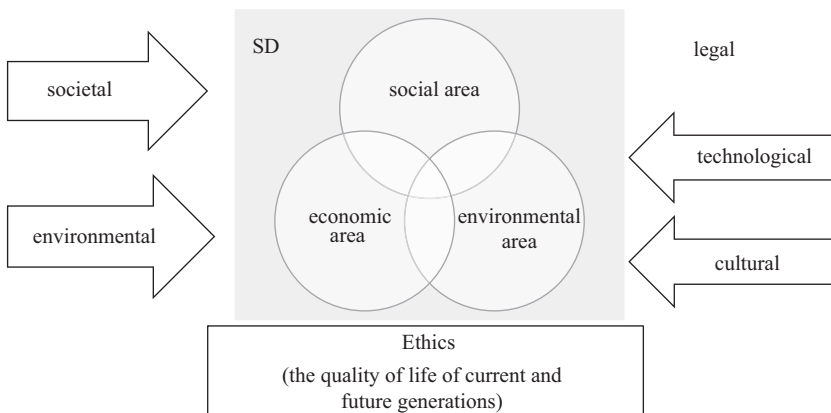 SD
legal
societal
social area
technological
economic
area
environmental
area
environmental
cultural
Ethics
(the quality of life of current and
future generations)